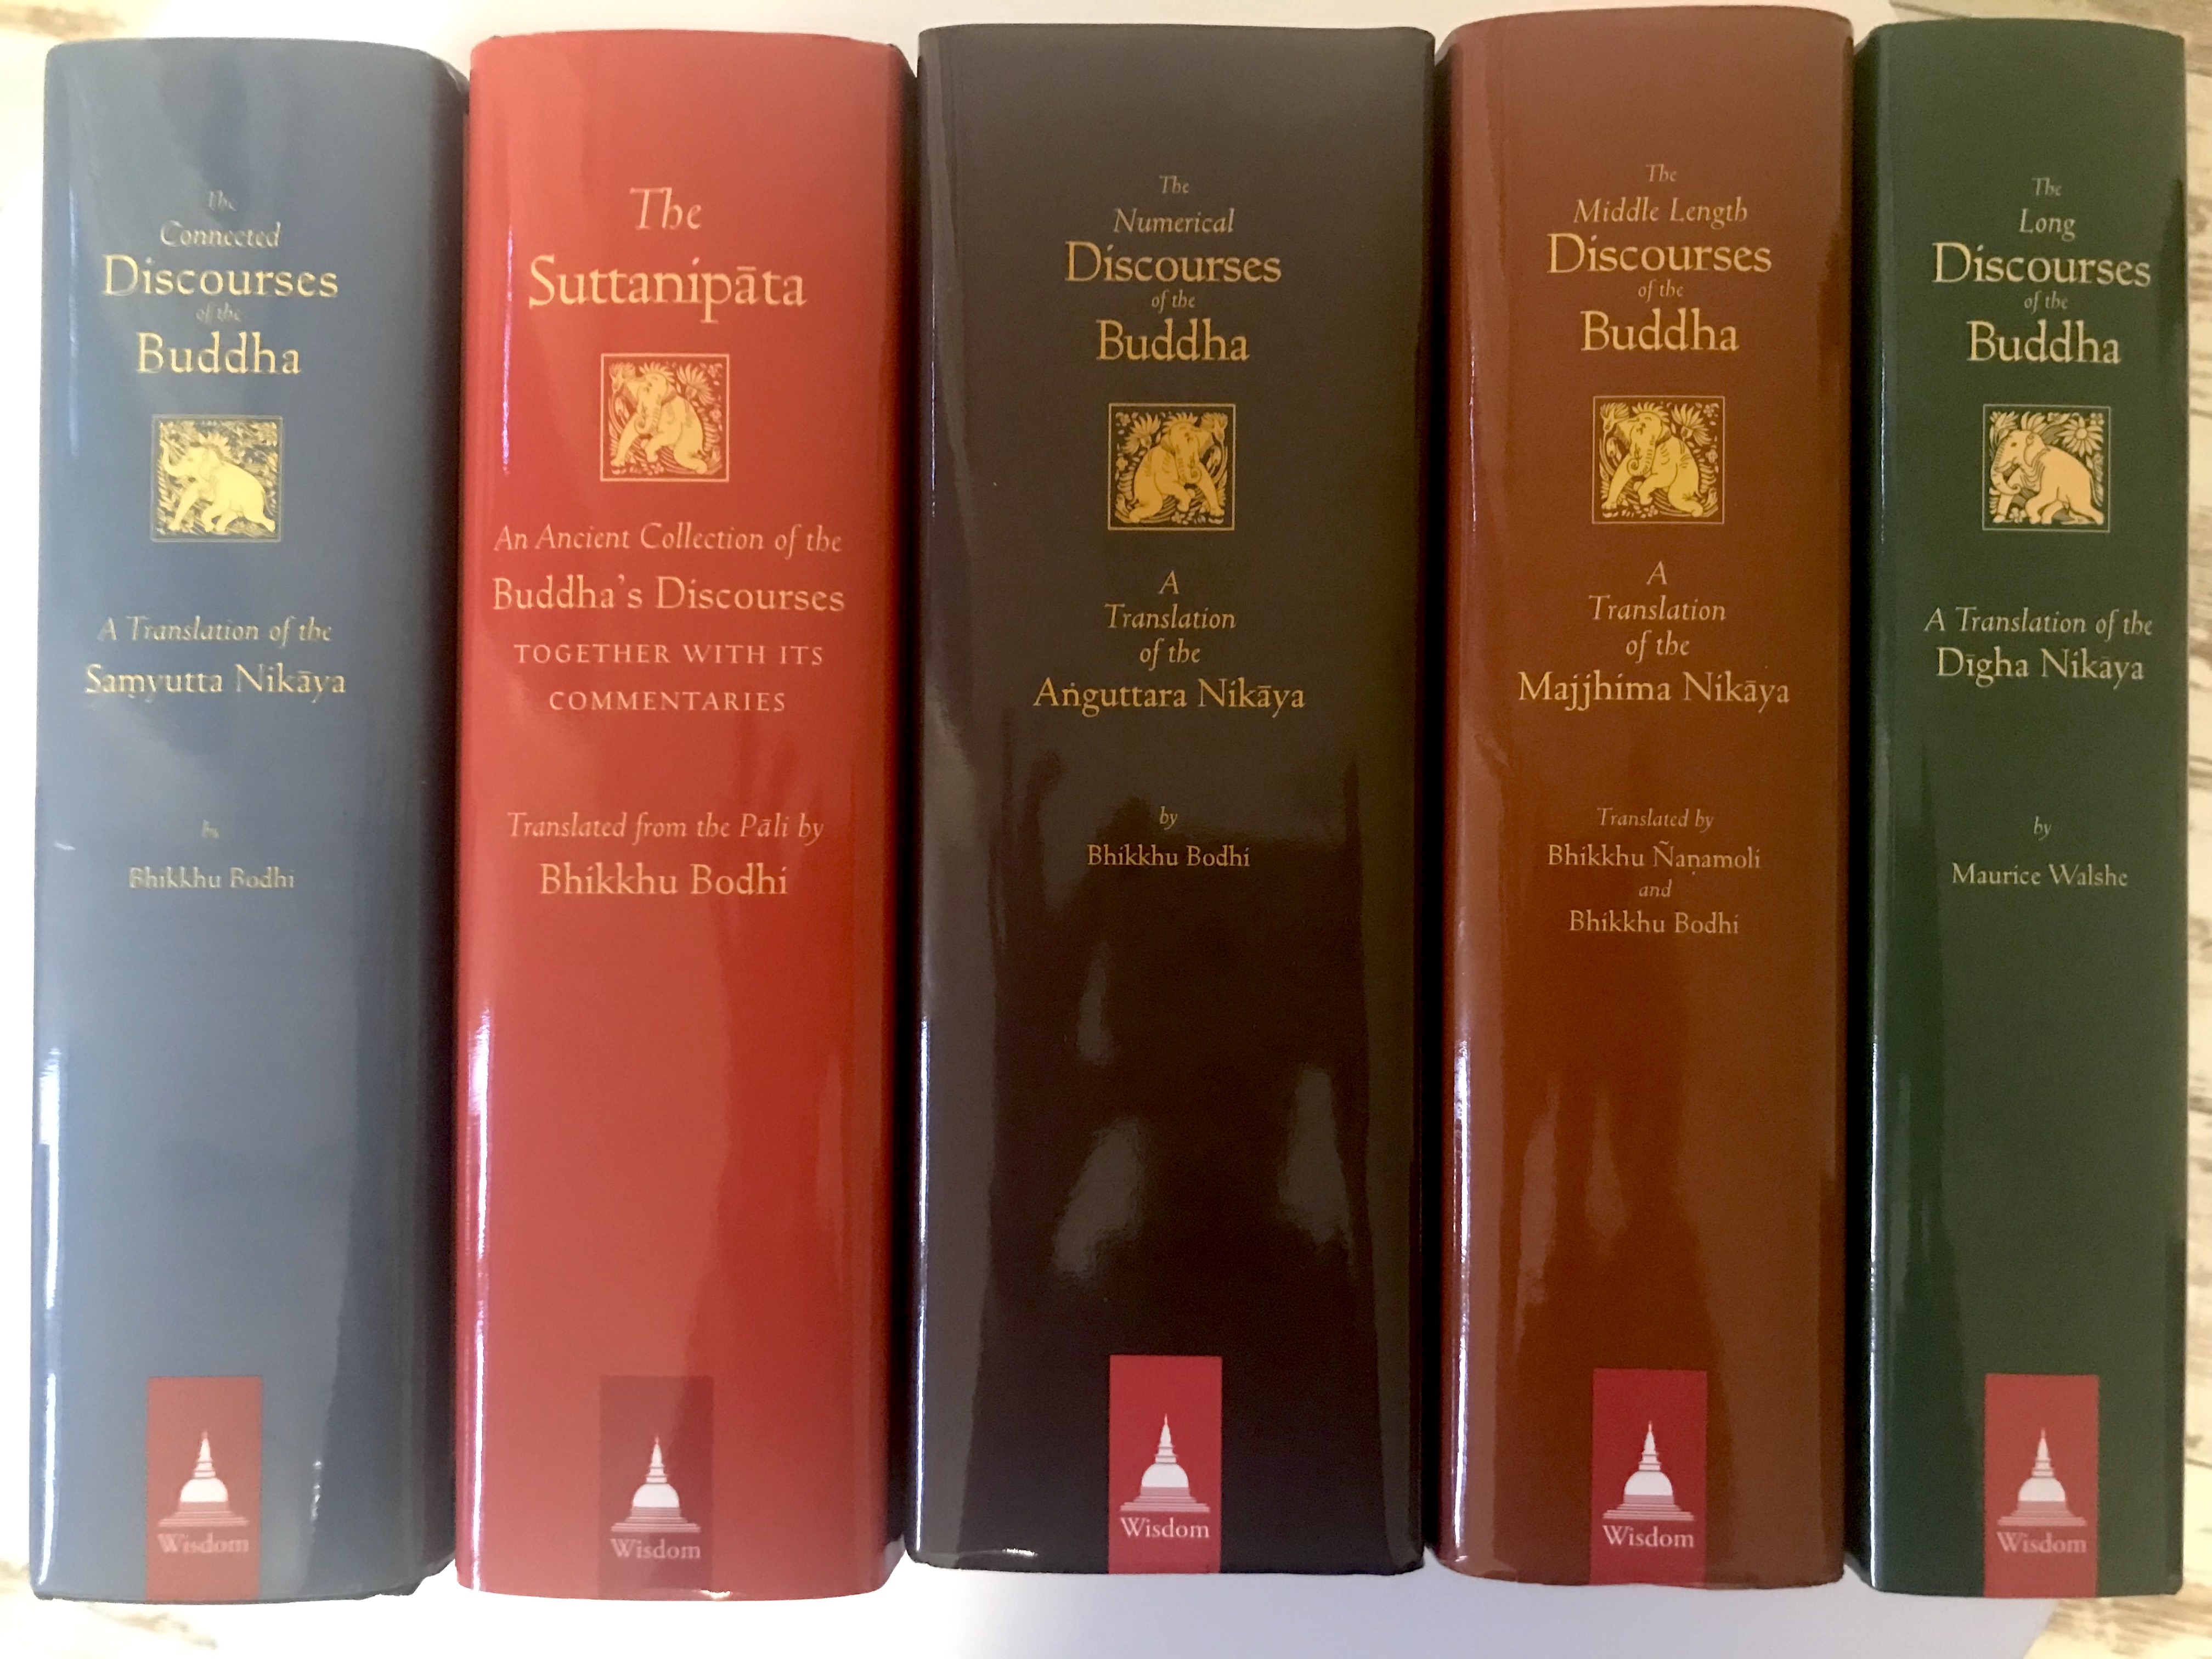 The
Connected
Discourses
of the
Buddha
A Translation of the
Saṃyutta Nikāya
by
Bhikkhu Bodhi
Wisdom
The
Suttanipāta
An Ancient Collection of the
Buddha's Discourses
TOGETHER WITH ITS
COMMENTARIES
Translated from the Pāli by
Bhikkhu Bodhi
Wisdom
The
Numerical
Discourses
of the
Buddha
A
Translation
of the
Aṅguttara Nikāya
by
Bhikkhu Bodhi
Wisdom
The
Middle Length
Discourses
of the
Buddha
A
Translation
of the
Majjhima Nikāya
Translated by
Bhikkhu Ñāṇamoli
and
Bhikkhu Bodhi
Wisdom
The
Long
Discourses
of the
Buddha
A Translation of the
Dīgha Nikāya
by
Maurice Walshe
Wisdom